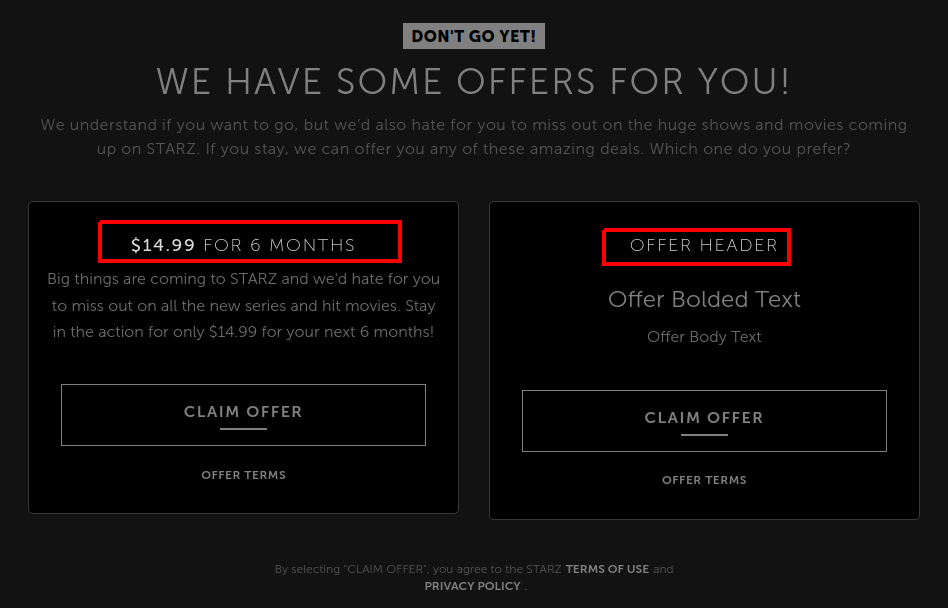 DON'T GO YET!
WE HAVE SOME OFFERS FOR YOU!
We understand if you want to go, but we'd also hate for you to miss out on the huge shows and movies coming
up on STARZ. If you stay, we can offer you any of these amazing deals. Which one do you prefer?
$14.99 FOR 6 MONTHS
Big things are coming to STARZ and we'd hate for you
to miss out on all the new series and hit movies. Stay
in the action for only $14.99 for your next 6 months!
CLAIM OFFER
OFFER TERMS
OFFER HEADER
Offer Bolded Text
Offer Body Text
CLAIM OFFER
OFFER TERMS
By selecting "CLAIM OFFER", you agree to the STARZ TERMS OF USE and
PRIVACY POLICY .